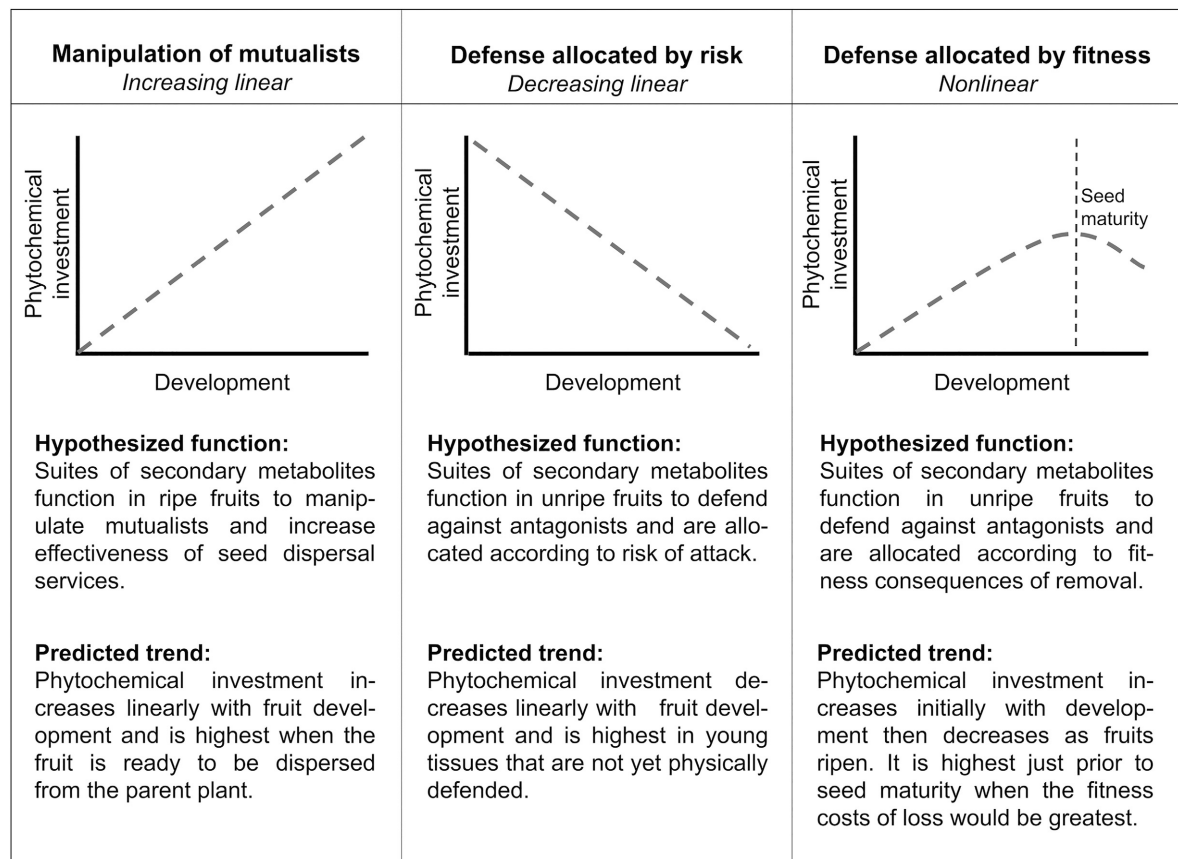 Manipulation of mutualists
Increasing linear
Phytochemical
investment
Development
Hypothesized function:
Suites of secondary metabolites
function in ripe fruits to manip-
ulate mutualists and increase
effectiveness of seed dispersal
services.
Predicted trend:
Phytochemical investment in-
creases linearly with fruit devel-
opment and is highest when the
fruit is ready to be dispersed
from the parent plant.
Defense allocated by risk
Decreasing linear
Phytochemical
investment
Development
Hypothesized function:
Suites of secondary metabolites
function in unripe fruits to defend
against antagonists and are allo-
cated according to risk of attack.
Predicted trend:
Phytochemical investment de-
creases linearly with fruit devel-
opment and is highest in young
tissues that are not yet physically
defended.
Defense allocated by fitness
Nonlinear
Phytochemical
investment
Seed
maturity
Development
Hypothesized function:
Suites of secondary metabolites
function in unripe fruits to
defend against antagonists and
are allocated according to fit-
ness consequences of removal.
Predicted trend:
Phytochemical investment in-
creases initially with develop-
ment then decreases as fruits
ripen. It is highest just prior to
seed maturity when the fitness
costs of loss would be greatest.